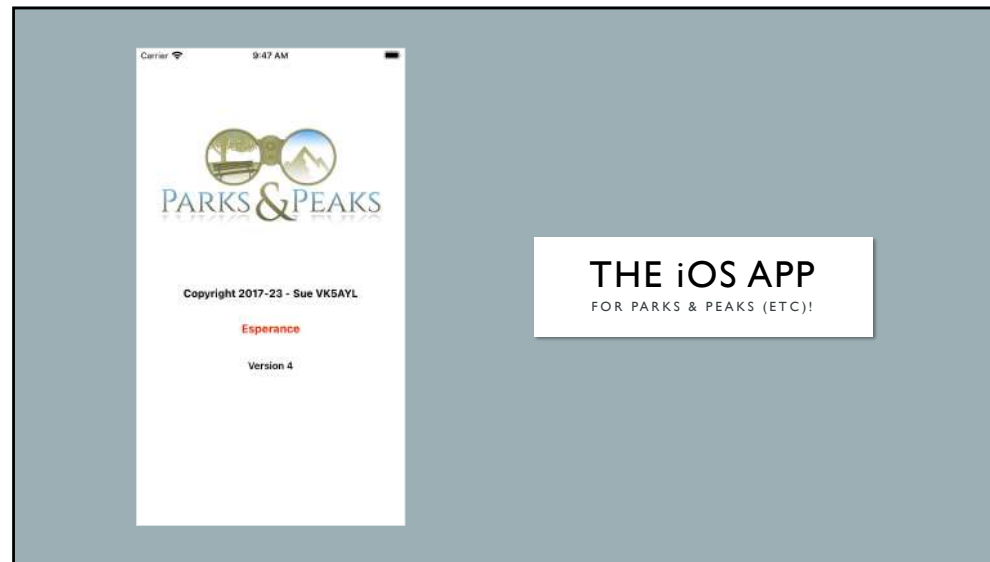 Carrier 9:47 AM
PARKS & PEAKS
Copyright 2017-23 - Sue VK5AYL
Esperance
Version 4
THE iOS APP
FOR PARKS & PEAKS (ETC)!